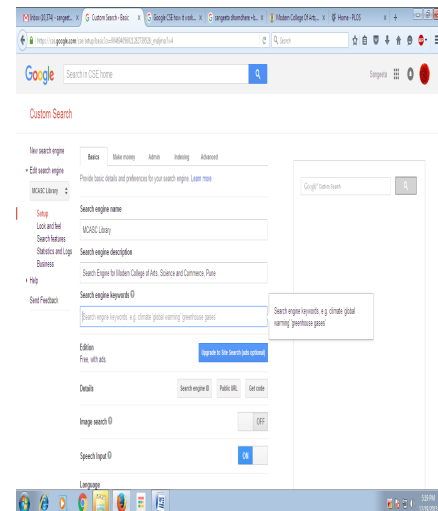 Google Custom Search - Basic
Google CSE how it work...
Modern College Of Arts,...
Home - PLOS
Search
Google
Search in CSE home
Sangeeta
Custom Search
New search engine
Edit search engine
MCASC Library
Setup
Look and feel
Search features
Statistics and Logs
Business
Help
Send Feedback
Basics Make money Admin Indexing Advanced
Provide basic details and preferences for your search engine. Learn more
Search engine name
MCASC Library
Search engine description
Search Engine for Modern College of Arts, Science and Commerce, Pune
Search engine keywords
Search engine keywords, e.g. climate "global warming" "greenhouse gases"
Edition
Free, with ads.
Upgrade to Site Search (ads optional)
Details
Search engine ID Public URL Get code
Image search
OFF
Speech Input
ON
Language
Google Custom Search
Search engine keywords, e.g. climate "global
warming" "greenhouse gases"